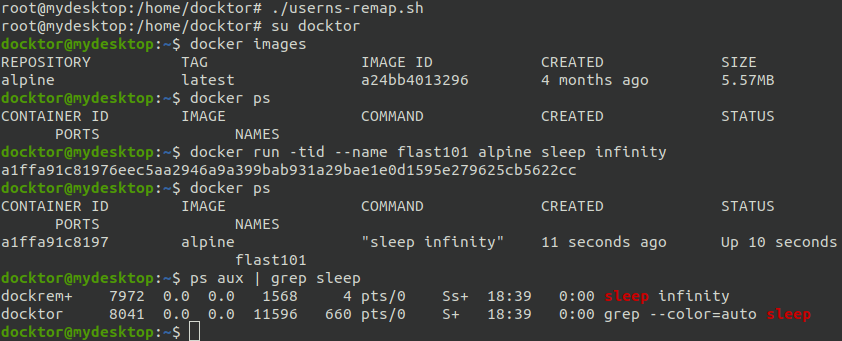 root@mydesktop:/home/docktor# ./userns-remap.sh
root@mydesktop:/home/docktor# su docktor
docktor@mydesktop:~$ docker images
REPOSITORY          TAG                 IMAGE ID            CREATED             SIZE
alpine              latest              a24bb4013296        4 months ago        5.57MB
docktor@mydesktop:~$ docker ps
CONTAINER ID        IMAGE               COMMAND             CREATED             STATUS
      PORTS               NAMES
docktor@mydesktop:~$ docker run -tid --name flast101 alpine sleep infinity
a1ffa91c81976eec5aa2946a9a399bab931a29bae1e0d1595e279625cb5622cc
docktor@mydesktop:~$ docker ps
CONTAINER ID        IMAGE               COMMAND             CREATED             STATUS
      PORTS               NAMES
a1ffa91c8197        alpine              "sleep infinity"    11 seconds ago      Up 10 seconds
                          flast101
docktor@mydesktop:~$ ps aux | grep sleep
dockrem+    7972  0.0  0.0   1568     4 pts/0    Ss+  18:39   0:00 sleep infinity
docktor     8041  0.0  0.0  11596   660 pts/0    S+   18:39   0:00 grep --color=auto sleep
docktor@mydesktop:~$